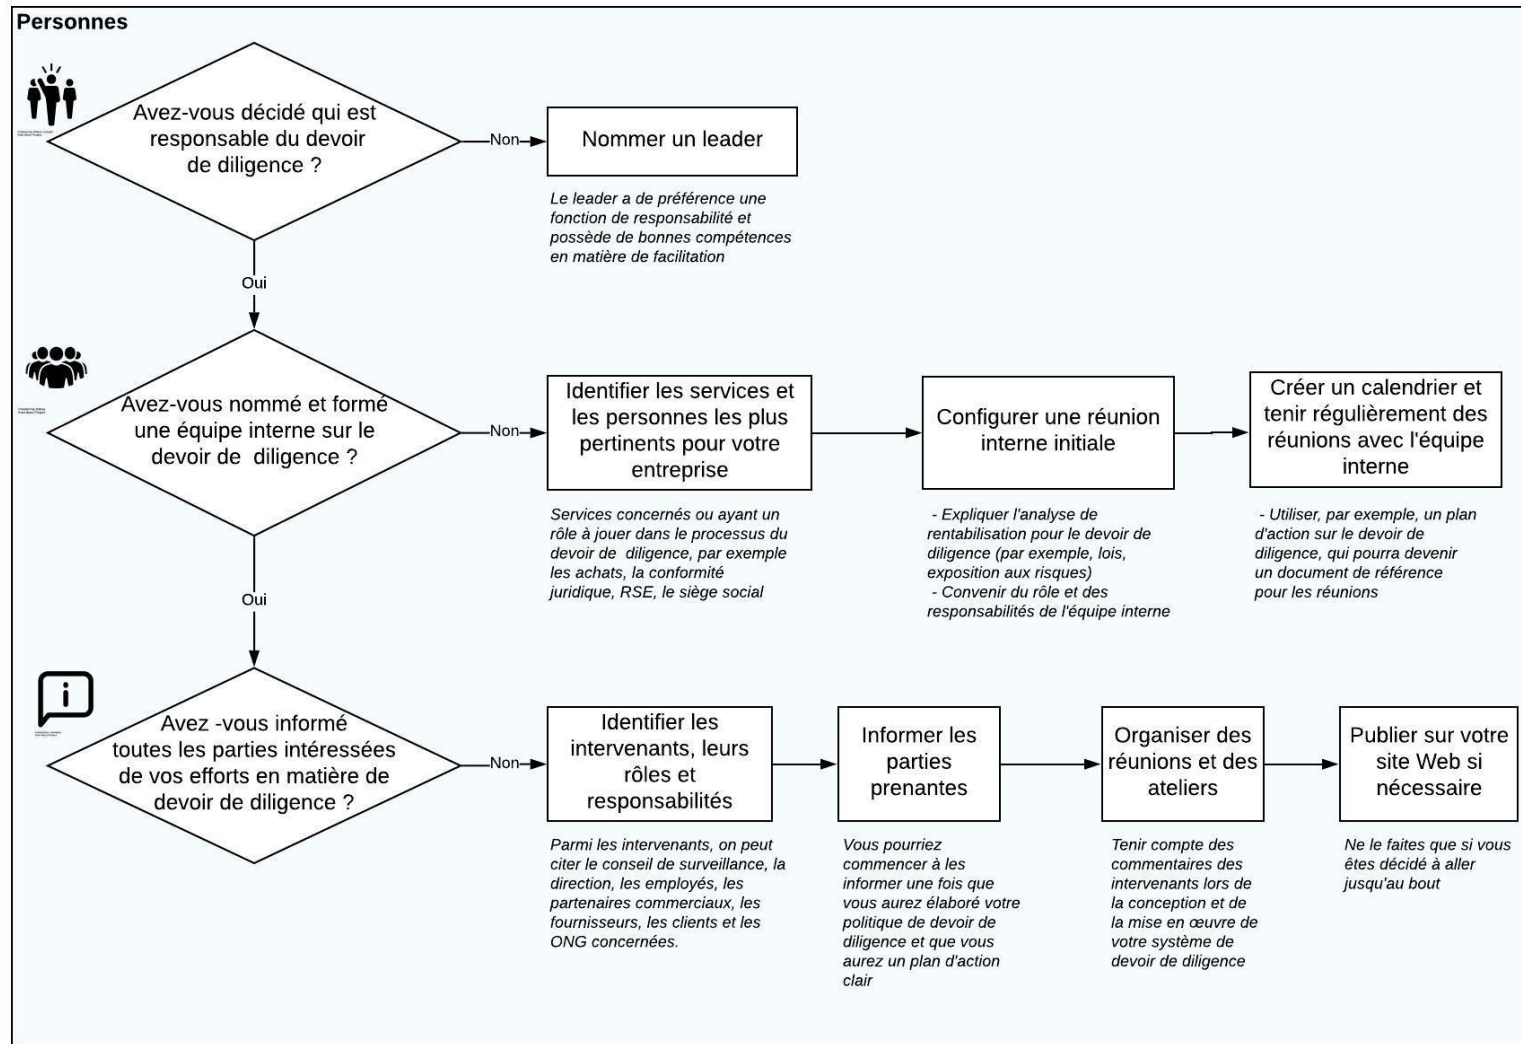 Personnes
Avez-vous décidé qui est
responsable du devoir
de diligence ?
Non
Nommer un leader
Le leader a de préférence une
fonction de responsabilité et
possède de bonnes compétences
en matière de facilitation
Oui
Avez-vous nommé et formé
une équipe interne sur le
devoir de  diligence ?
Non
Identifier les services et
les personnes les plus
pertinents pour votre
entreprise
Services concernés ou ayant un
rôle à jouer dans le processus du
devoir de  diligence, par exemple
les achats, la conformité
juridique, RSE, le siège social
Configurer une réunion
interne initiale
- Expliquer l'analyse de
rentabilisation pour le devoir de
diligence (par exemple, lois,
exposition aux risques)
- Convenir du rôle et des
responsabilités de l'équipe interne
Créer un calendrier et
tenir régulièrement des
réunions avec l'équipe
interne
- Utiliser, par exemple, un plan
d'action sur le devoir de
diligence, qui pourra devenir
un document de référence
pour les réunions
Oui
Avez -vous informé
toutes les parties intéressées
de vos efforts en matière de
devoir de diligence ?
Non
Identifier les
intervenants, leurs
rôles et
responsabilités
Parmi les intervenants, on peut
citer le conseil de surveillance, la
direction, les employés, les
partenaires commerciaux, les
fournisseurs, les clients et les
ONG concernées.
Informer les
parties
prenantes
Vous pourriez
commencer à les
informer une fois que
vous aurez élaboré votre
politique de devoir de
diligence et que vous
aurez un plan d'action
clair
Organiser des
réunions et des
ateliers
Tenir compte des
commentaires des
intervenants lors de
la conception et de
la mise en œuvre de
votre système de
devoir de diligence
Publier sur votre
site Web si
nécessaire
Ne le faites que si vous
êtes décidé à aller
jusqu'au bout